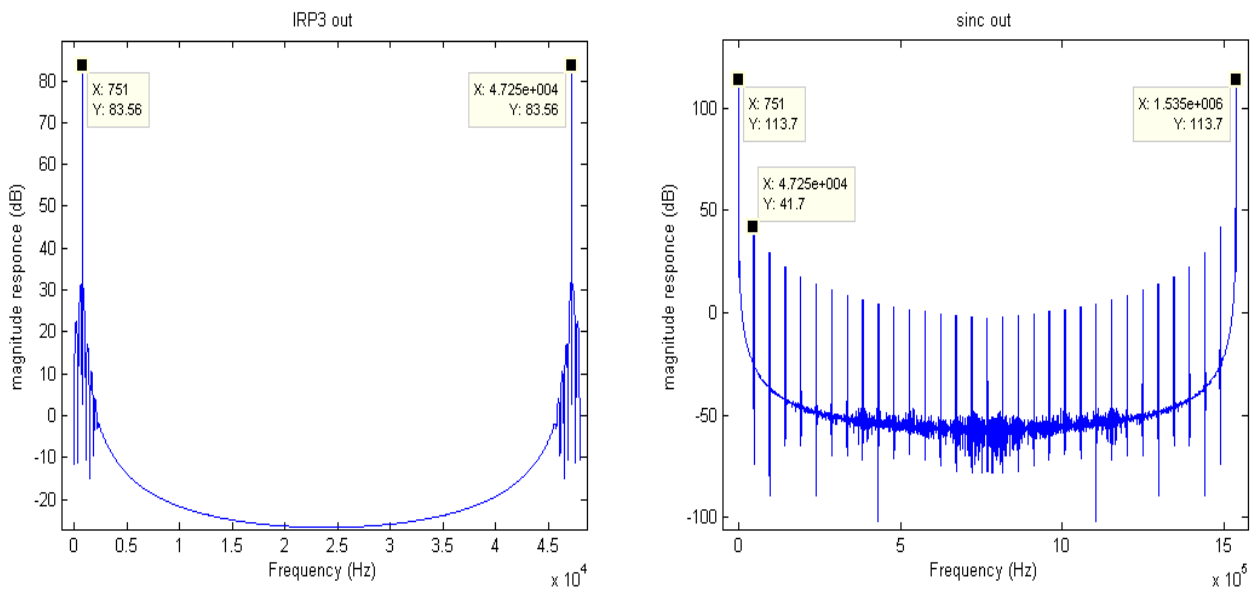 IRP3 out
magnitude responce (dB)
80
70
60
50
40
30
20
10
0
-10
-20
X: 751
Y: 83.56
X: 4.725e+004
Y: 83.56
0
0.5
1
1.5
2
2.5
3
3.5
4
4.5
Frequency (Hz)
x 10^4
sinc out
magnitude responce (dB)
100
50
0
-50
-100
X: 751
Y: 113.7
X: 4.725e+004
Y: 41.7
X: 1.535e+006
Y: 113.7
0
5
10
15
Frequency (Hz)
x 10^5